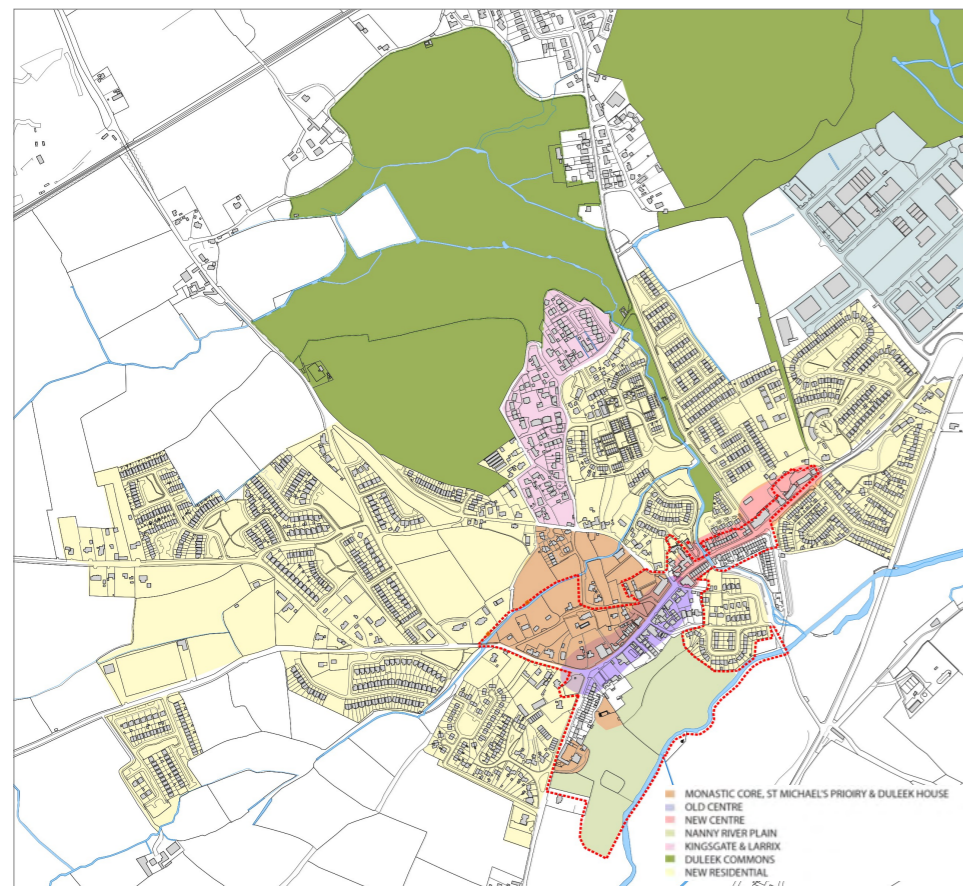 MONASTIC CORE, ST MICHAEL'S PRIOIRY & DULEEK HOUSE
OLD CENTRE
NEW CENTRE
NANNY RIVER PLAIN
KINGSGATE & LARRIX
DULEEK COMMONS
NEW RESIDENTIAL